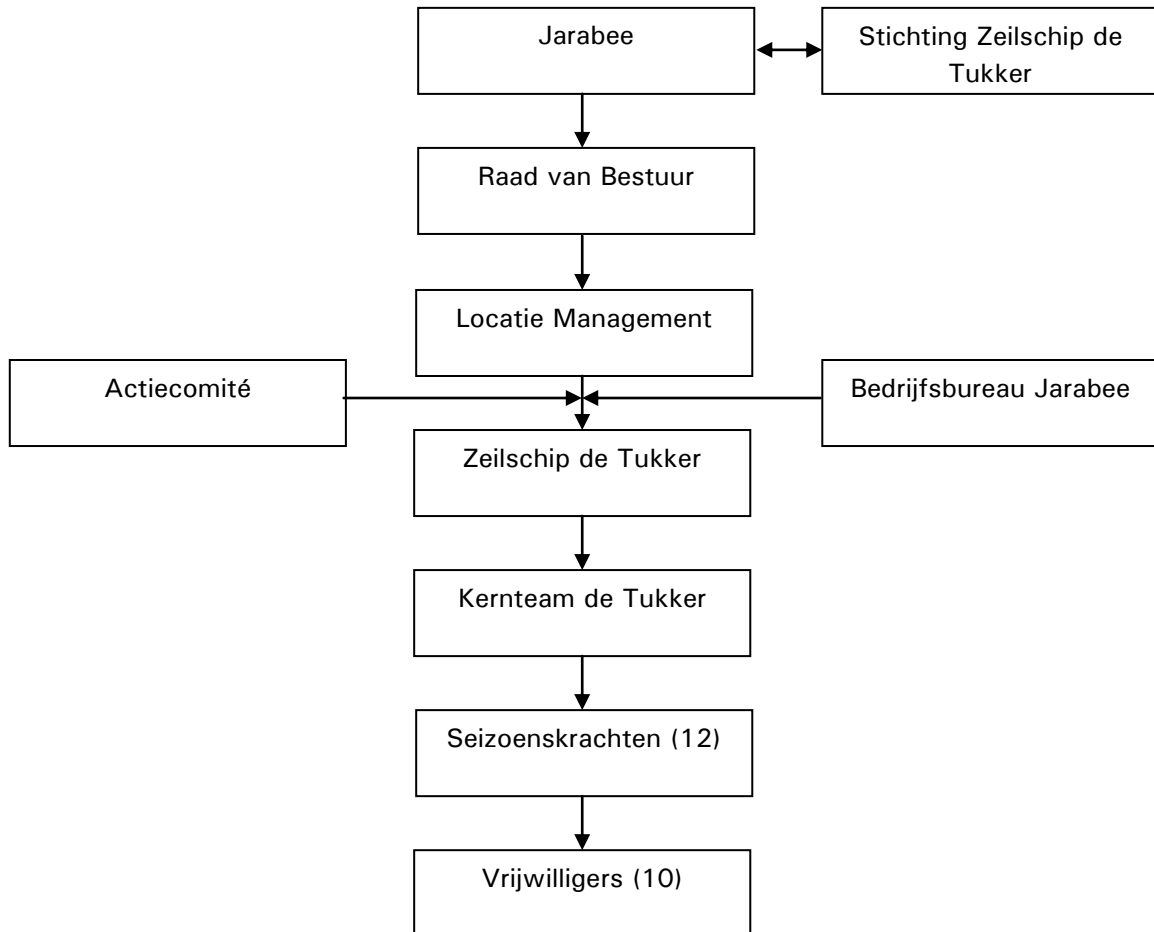 Jarabee
Stichting Zeilschip de
Tukker
Raad van Bestuur
Locatie Management
Actiecomité
Bedrijfsbureau Jarabee
Zeilschip de Tukker
Kernteam de Tukker
Seizoenskrachten (12)
Vrijwilligers (10)